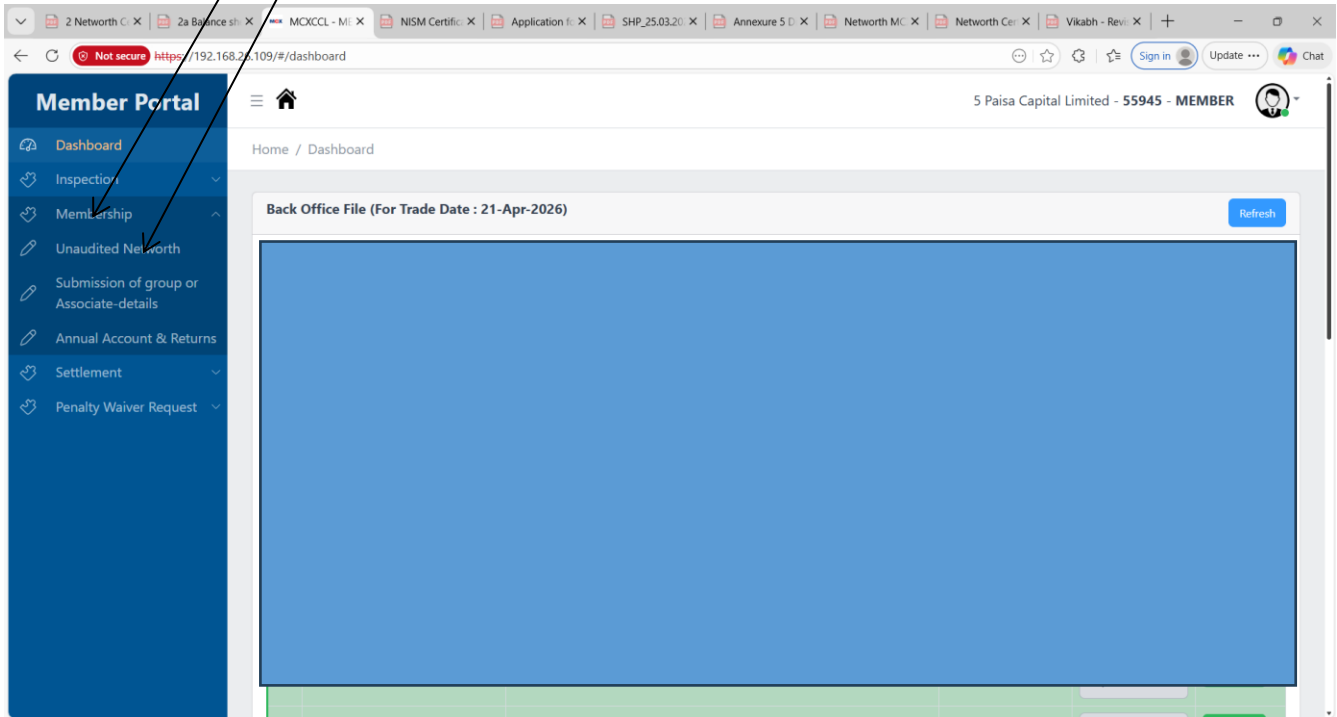 2 Networth C
2a Balance sh
MCXCCL - ME
NISM Certific
Application fo
SHP_25.03.20
Annexure 5 D
Networth MC
Networth Cer
Vikabh - Revi
Not secure https://192.168.26.109/#/dashboard
Sign in
Update
Chat
Member Portal
5 Paisa Capital Limited - 55945 - MEMBER
Dashboard
Home / Dashboard
Inspection
Membership
Back Office File (For Trade Date : 21-Apr-2026)
Refresh
Unaudited Networth
Submission of group or
Associate-details
Annual Account & Returns
Settlement
Penalty Waiver Request